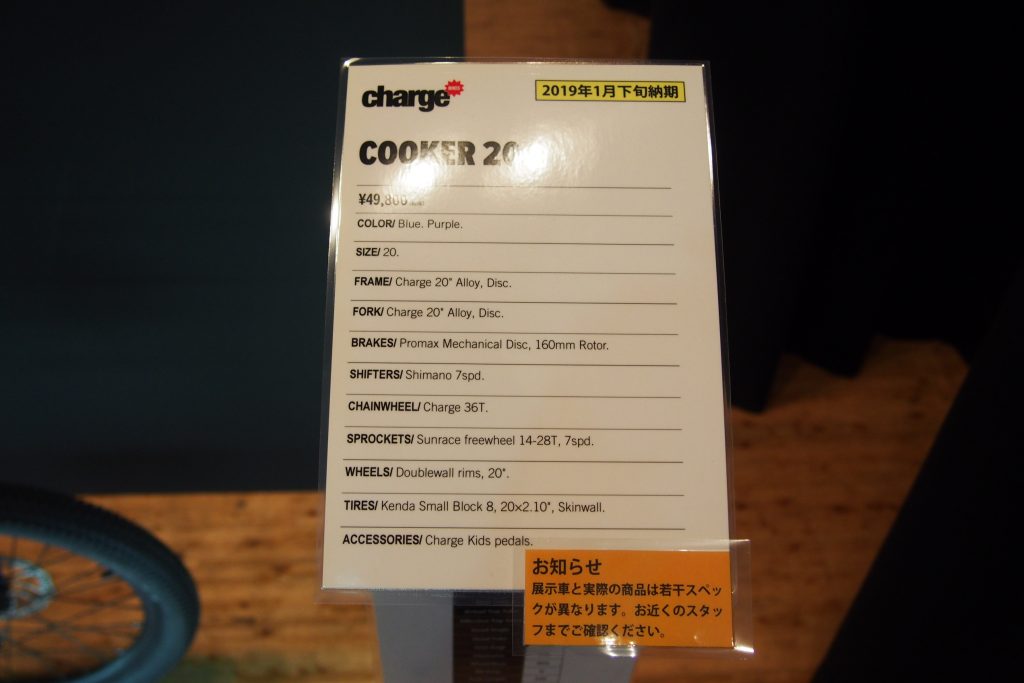 charge
2019年1月下旬納期
COOKER 20
¥49,800
COLOR/ Blue. Purple.
SIZE/ 20.
FRAME/ Charge 20" Alloy, Disc.
FORK/ Charge 20" Alloy, Disc.
BRAKES/ Promax Mechanical Disc, 160mm Rotor.
SHIFTERS/ Shimano 7spd.
CHAINWHEEL/ Charge 36T.
SPROCKETS/ Sunrace freewheel 14-28T, 7spd.
WHEELS/ Doublewall rims, 20".
TIRES/ Kenda Small Block 8, 20×2.10", Skinwall.
ACCESSORIES/ Charge Kids pedals.
お知らせ
展示車と実際の商品は若干スペッ
クが異なります。お近くのスタッ
フまでご確認ください。